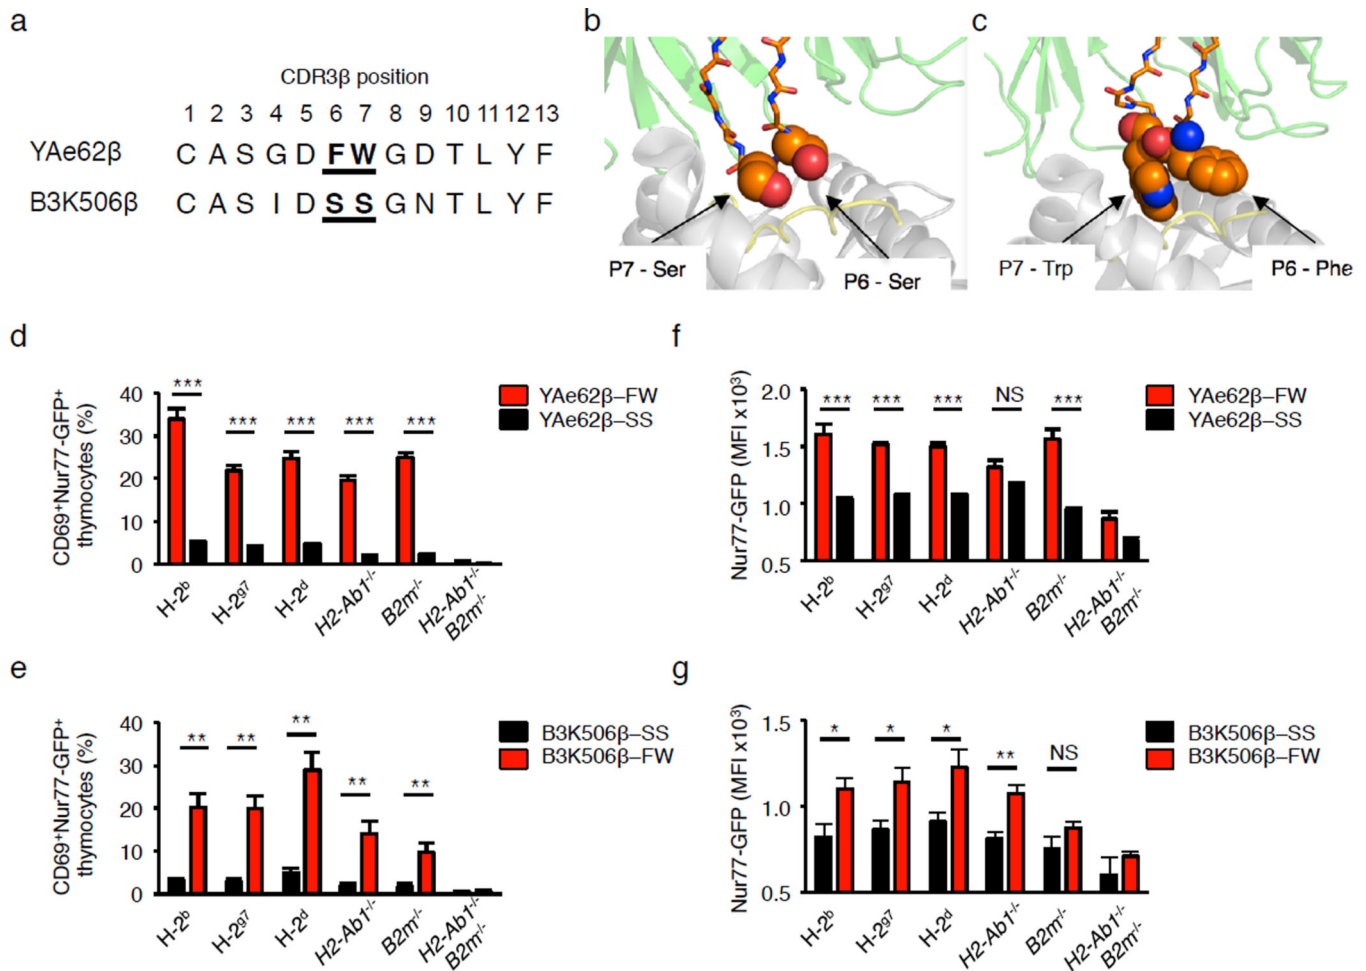 a
CDR3β position
1 2 3 4 5 6 7 8 9 10 11 12 13
YAe62β C A S G D F W G D T L Y F
B3K506β C A S I D S S G N T L Y F
b
P7 - Ser
P6 - Ser
c
P7 - Trp
P6 - Phe
d
CD69⁺Nur77-GFP⁺
thymocytes (%)
40
30
20
10
0
*** *** *** *** ***
H-2ᵇ H-2ᵍ⁷ H-2ᵈ H2-Ab1⁻/⁻ B2m⁻/⁻ H2-Ab1⁻/⁻
B2m⁻/⁻
YAe62β–FW
YAe62β–SS
f
Nur77-GFP (MFI x10³)
2.0
1.5
1.0
0.5
*** *** *** NS ***
H-2ᵇ H-2ᵍ⁷ H-2ᵈ H2-Ab1⁻/⁻ B2m⁻/⁻ H2-Ab1⁻/⁻
B2m⁻/⁻
YAe62β–FW
YAe62β–SS
e
CD69⁺Nur77-GFP⁺
thymocytes (%)
40
30
20
10
0
** ** ** ** **
H-2ᵇ H-2ᵍ⁷ H-2ᵈ H2-Ab1⁻/⁻ B2m⁻/⁻ H2-Ab1⁻/⁻
B2m⁻/⁻
B3K506β–SS
B3K506β–FW
g
Nur77-GFP (MFI x10³)
1.5
1.0
0.5
* * * ** NS
H-2ᵇ H-2ᵍ⁷ H-2ᵈ H2-Ab1⁻/⁻ B2m⁻/⁻ H2-Ab1⁻/⁻
B2m⁻/⁻
B3K506β–SS
B3K506β–FW